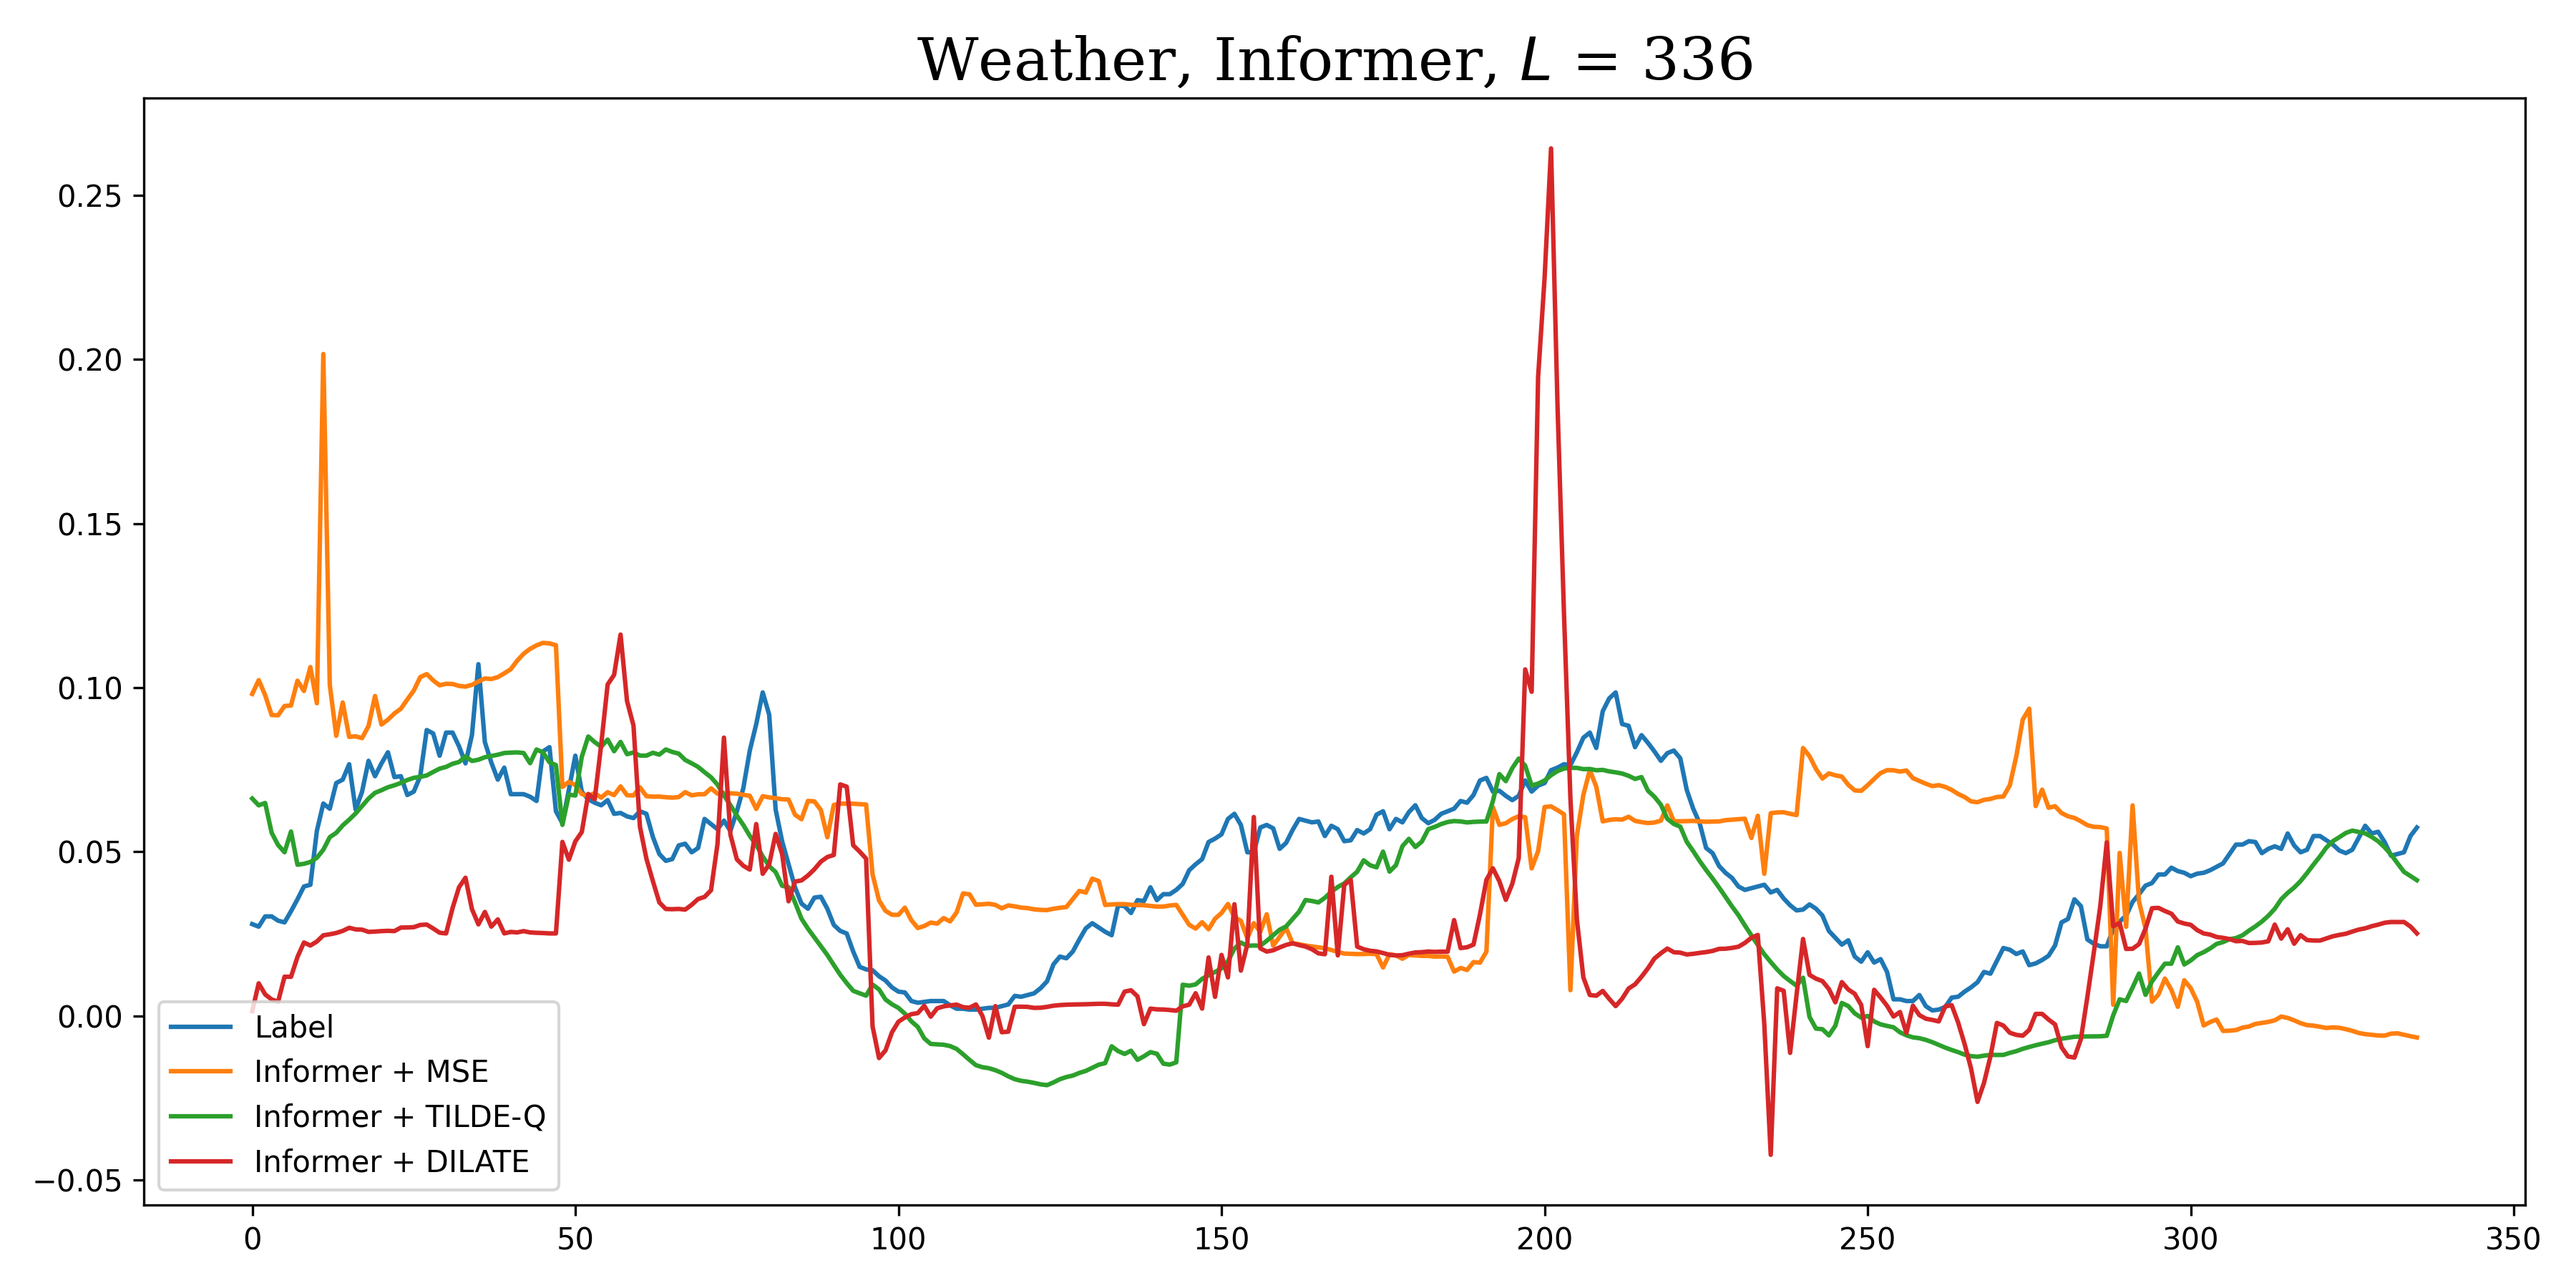 Weather, Informer, L = 336
0.25
0.20
0.15
0.10
0.05
0.00
−0.05
Label
Informer + MSE
Informer + TILDE-Q
Informer + DILATE
0 50 100 150 200 250 300 350